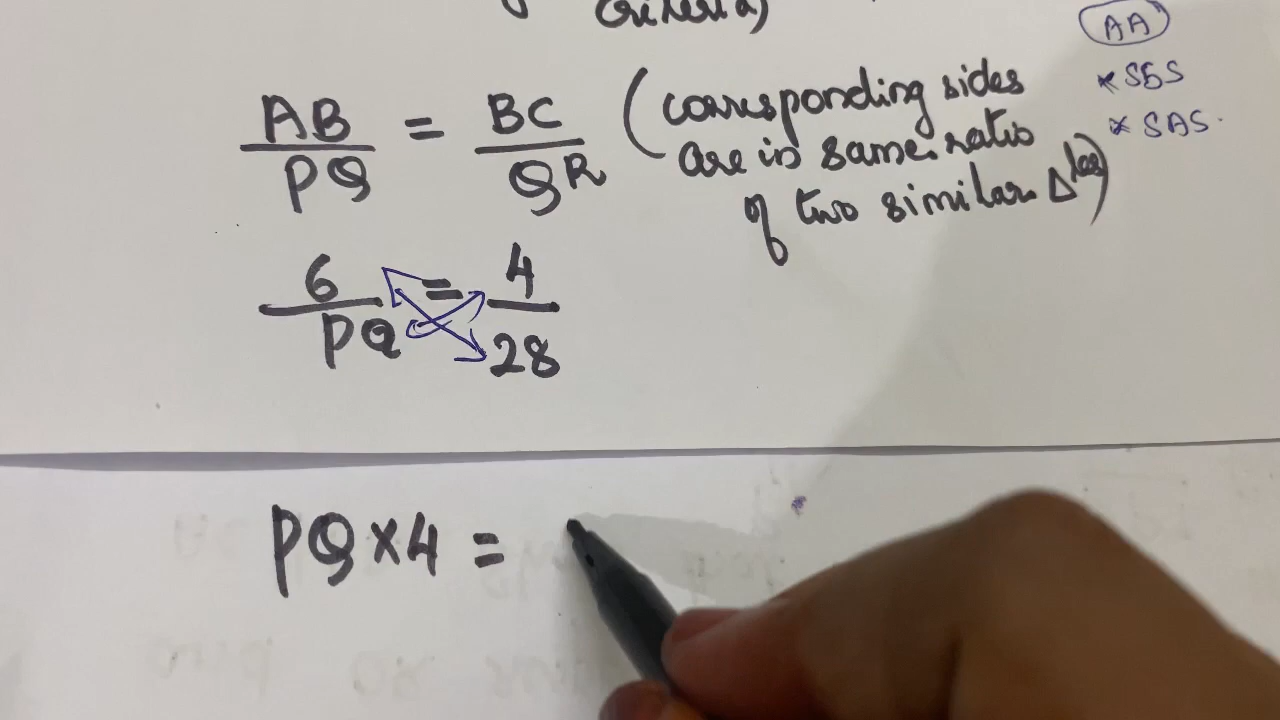 criteria)
AA
* SSS
* SAS.
AB/PQ = BC/QR (corresponding sides
are in same ratio
of two similar Δles)
6/PQ = 4/28
PQ×4 =